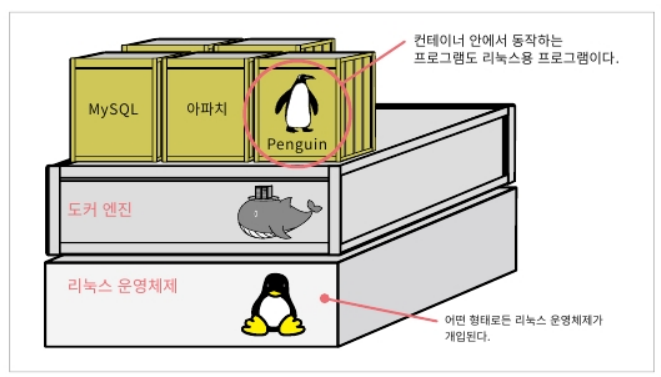 컨테이너 안에서 동작하는
프로그램도 리눅스용 프로그램이다.
MySQL
아파치
Penguin
도커 엔진
리눅스 운영체제
어떤 형태로든 리눅스 운영체제가
개입된다.